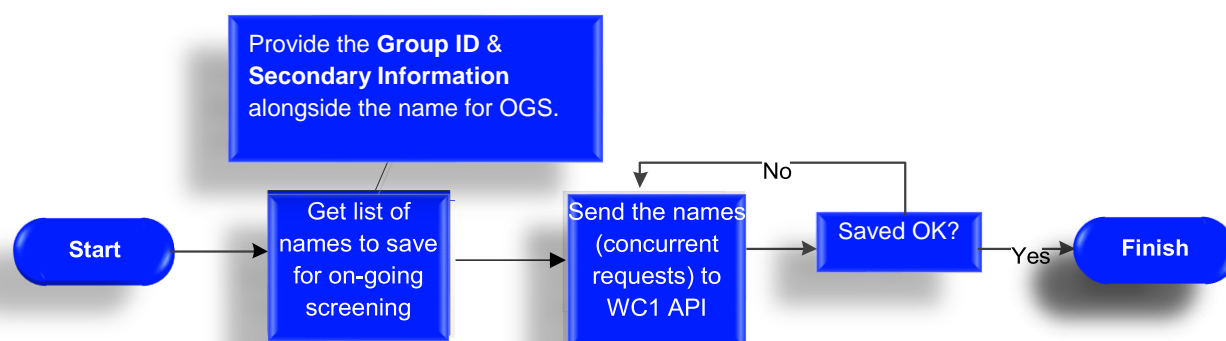 Provide the Group ID &
Secondary Information
alongside the name for OGS.
Start
Get list of
names to save
for on-going
screening
Send the names
(concurrent
requests) to
WC1 API
No
Saved OK?
Yes
Finish